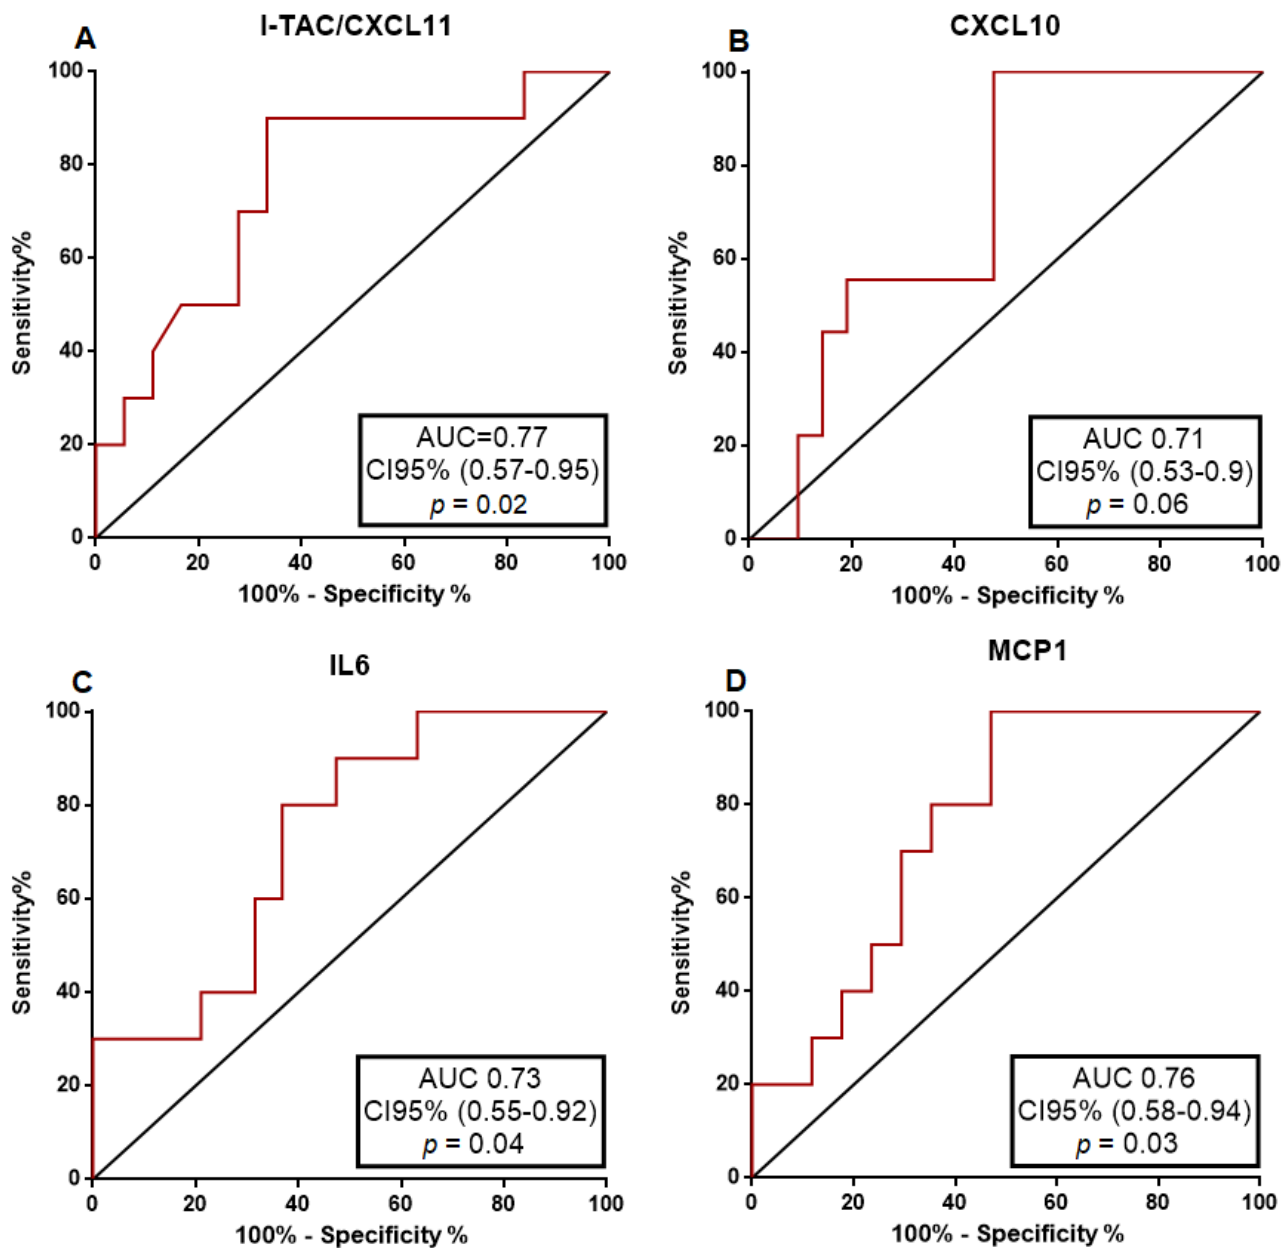 A
I-TAC/CXCL11
100
80
60
40
20
0
Sensitivity%
AUC=0.77
CI95% (0.57-0.95)
p = 0.02
0 20 40 60 80 100
100% - Specificity %
B
CXCL10
100
80
60
40
20
0
Sensitivity%
AUC 0.71
CI95% (0.53-0.9)
p = 0.06
0 20 40 60 80 100
100% - Specificity %
C
IL6
100
80
60
40
20
0
Sensitivity%
AUC 0.73
CI95% (0.55-0.92)
p = 0.04
0 20 40 60 80 100
100% - Specificity %
D
MCP1
100
80
60
40
20
0
Sensitivity%
AUC 0.76
CI95% (0.58-0.94)
p = 0.03
0 20 40 60 80 100
100% - Specificity %